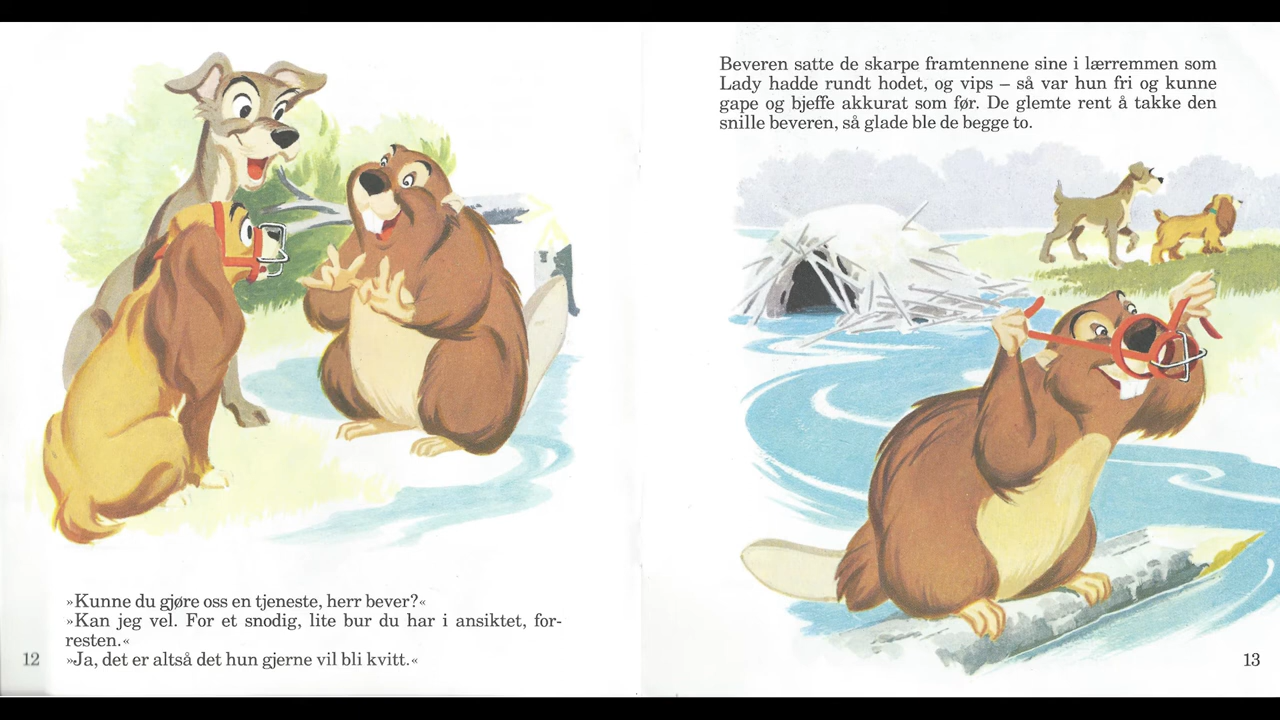 »Kunne du gjøre oss en tjeneste, herr bever?«
»Kan jeg vel. For et snodig, lite bur du har i ansiktet, for-
resten.«
12
»Ja, det er altså det hun gjerne vil bli kvitt.«
Beveren satte de skarpe framtennene sine i lærremmen som
Lady hadde rundt hodet, og vips – så var hun fri og kunne
gape og bjeffe akkurat som før. De glemte rent å takke den
snille beveren, så glade ble de begge to.
13